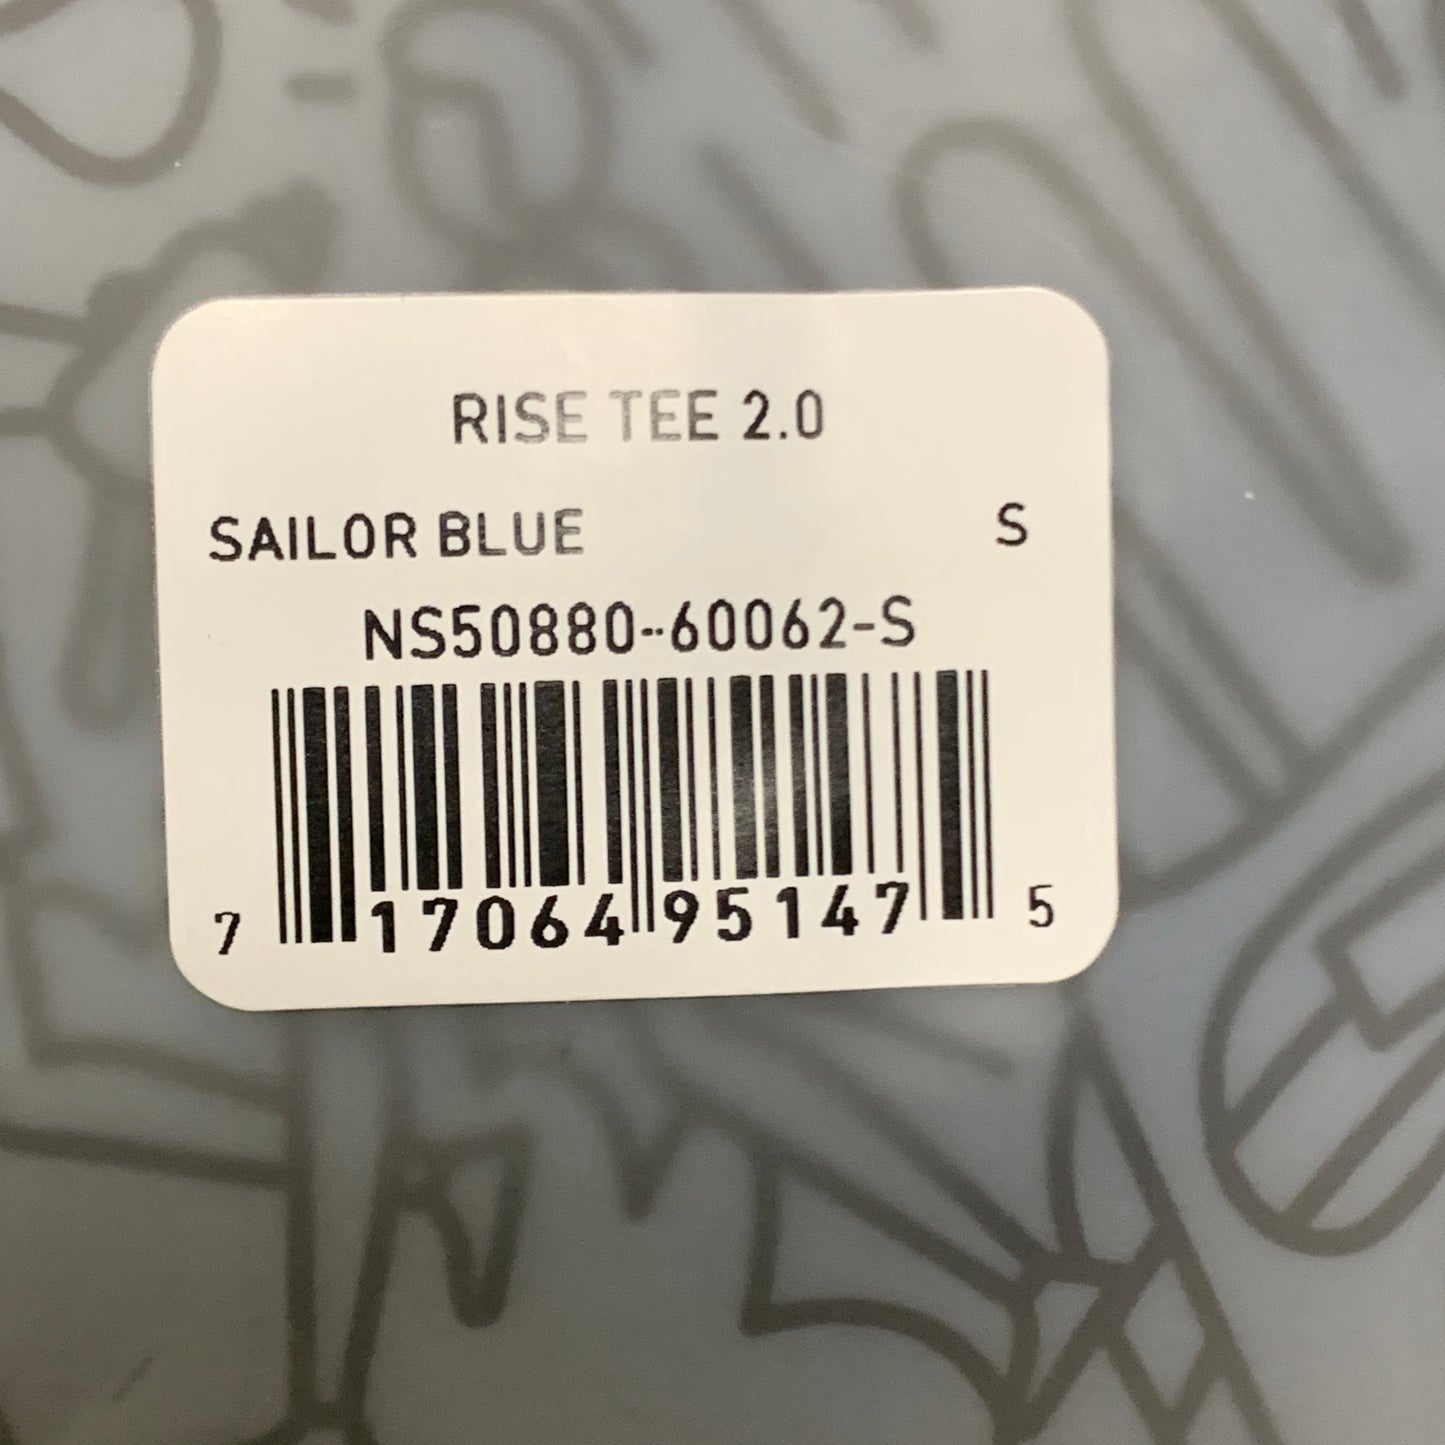 RISE TEE 2.0
SAILOR BLUE S
NS50880-60062-S
7 17064 95147 5